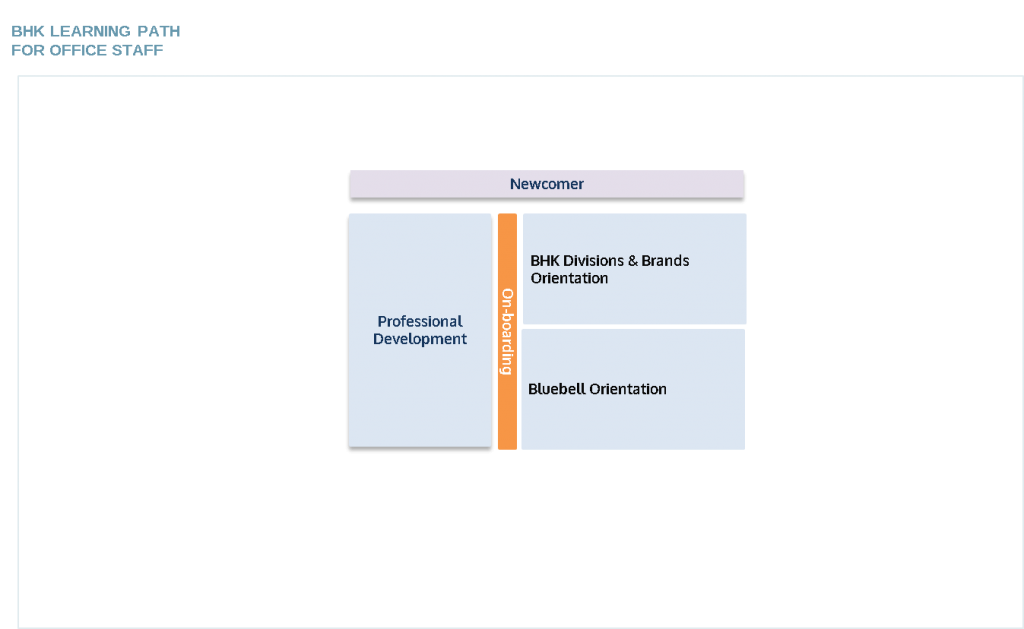 BHK LEARNING PATH
FOR OFFICE STAFF
Newcomer
Professional
Development
On-boarding
BHK Divisions & Brands
Orientation
Bluebell Orientation